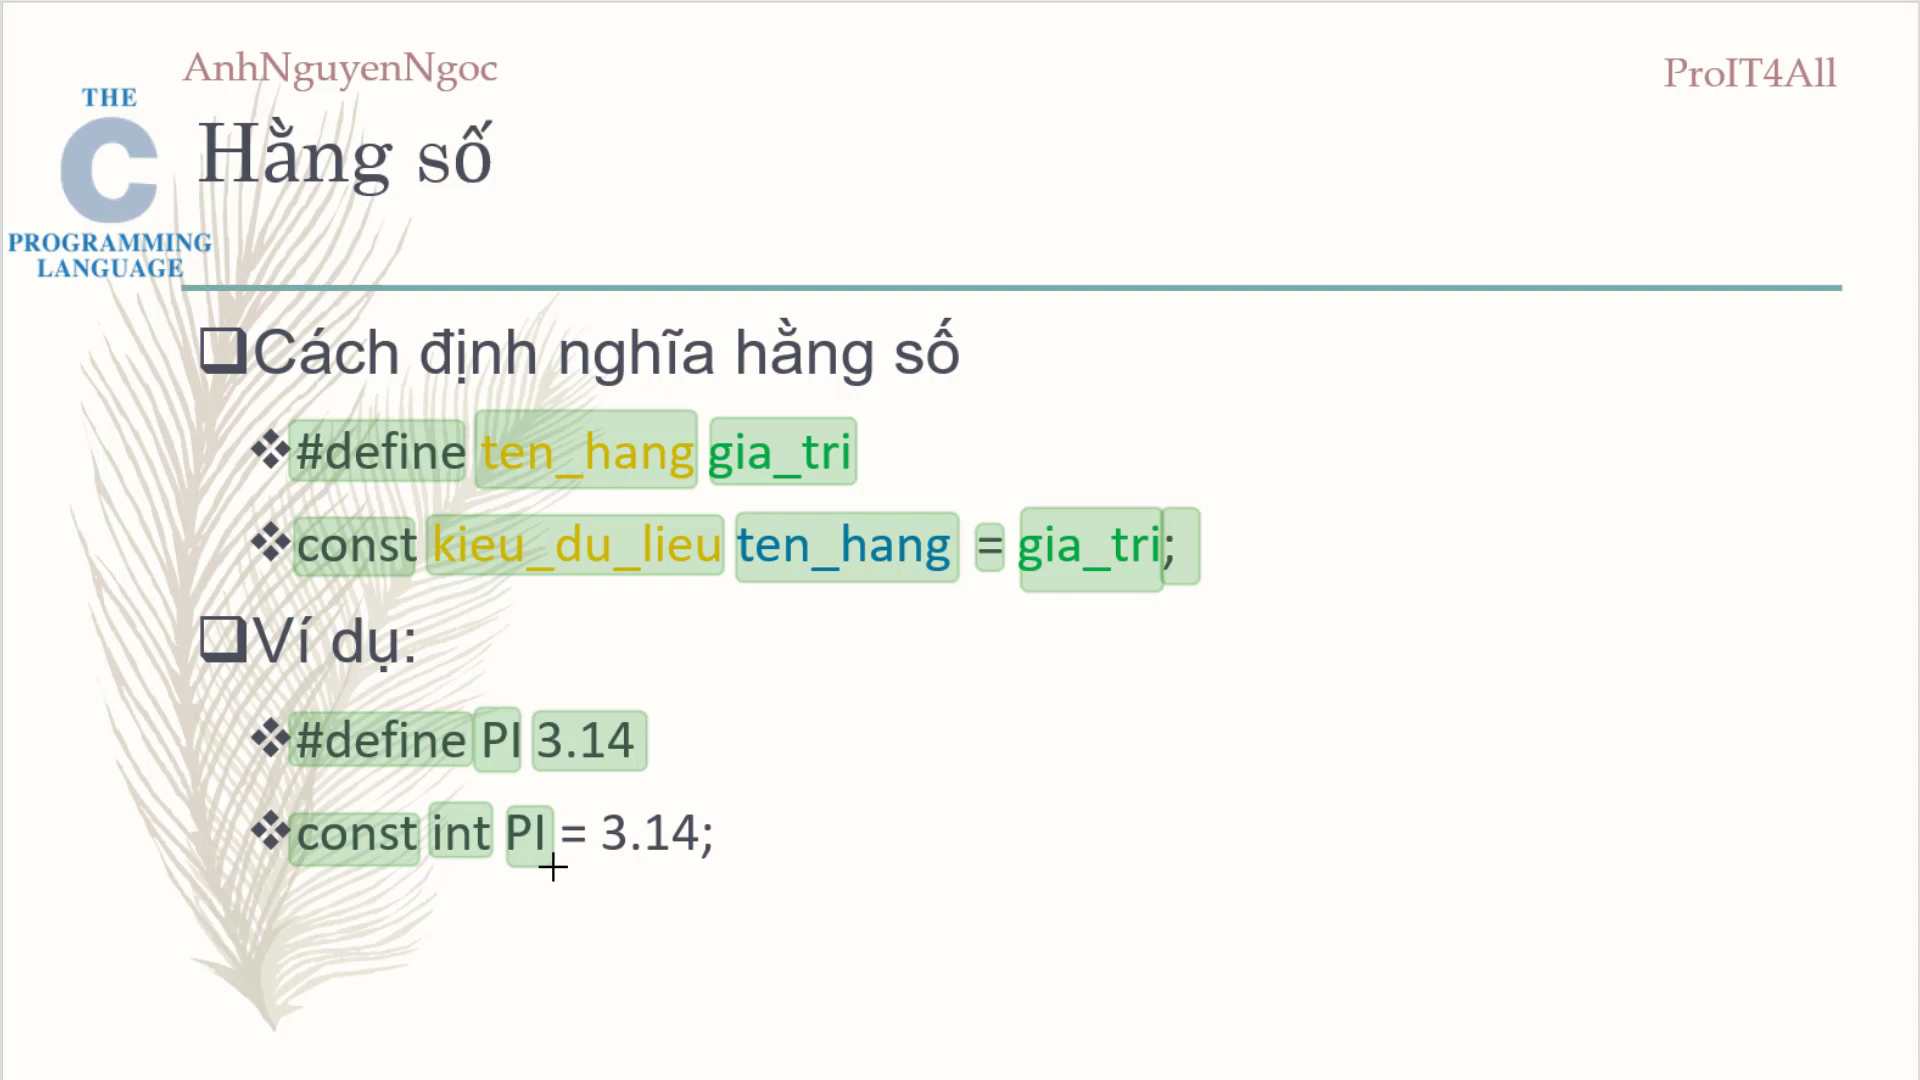 AnhNguyenNgoc
ProIT4All
THE
C
PROGRAMMING
LANGUAGE
Hằng số
Cách định nghĩa hằng số
#define ten_hang gia_tri
const kieu_du_lieu ten_hang = gia_tri;
Ví dụ:
#define PI 3.14
const int PI = 3.14;